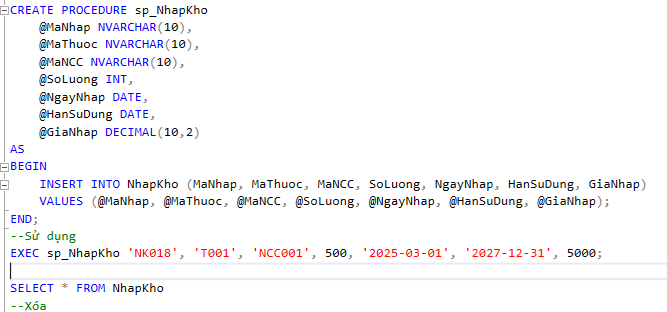 CREATE PROCEDURE sp_NhapKho
@MaNhap NVARCHAR(10),
@MaThuoc NVARCHAR(10),
@MaNCC NVARCHAR(10),
@SoLuong INT,
@NgayNhap DATE,
@HanSuDung DATE,
@GiaNhap DECIMAL(10,2)
AS
BEGIN
INSERT INTO NhapKho (MaNhap, MaThuoc, MaNCC, SoLuong, NgayNhap, HanSuDung, GiaNhap)
VALUES (@MaNhap, @MaThuoc, @MaNCC, @SoLuong, @NgayNhap, @HanSuDung, @GiaNhap);
END;
--Sử dụng
EXEC sp_NhapKho 'NK018', 'T001', 'NCC001', 500, '2025-03-01', '2027-12-31', 5000;
SELECT * FROM NhapKho
--Xóa